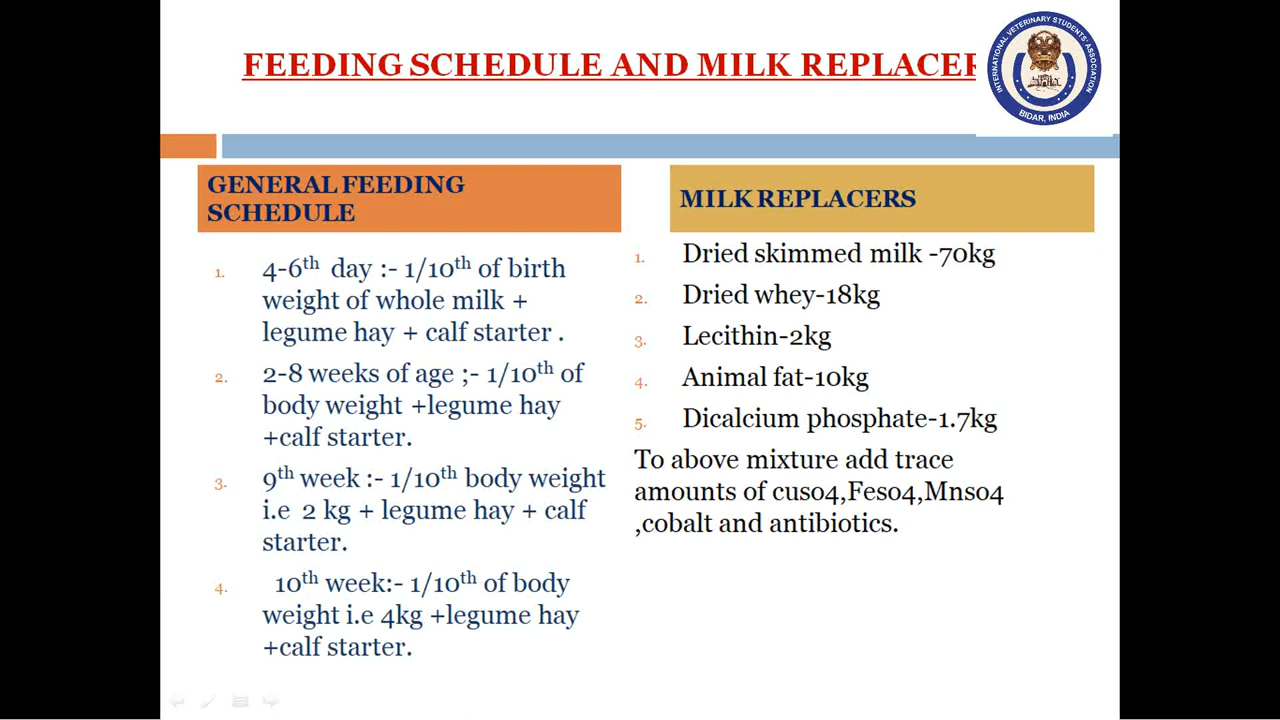 FEEDING SCHEDULE AND MILK REPLACER
INTERNATIONAL VETERINARY STUDENTS' ASSOCIATION
BIDAR, INDIA
GENERAL FEEDING
SCHEDULE
1. 4-6th day :- 1/10th of birth
weight of whole milk +
legume hay + calf starter .
2. 2-8 weeks of age ;- 1/10th of
body weight +legume hay
+calf starter.
3. 9th week :- 1/10th body weight
i.e 2 kg + legume hay + calf
starter.
4. 10th week:- 1/10th of body
weight i.e 4kg +legume hay
+calf starter.
MILK REPLACERS
1. Dried skimmed milk -70kg
2. Dried whey-18kg
3. Lecithin-2kg
4. Animal fat-10kg
5. Dicalcium phosphate-1.7kg
To above mixture add trace
amounts of cuso4,Feso4,Mnso4
,cobalt and antibiotics.